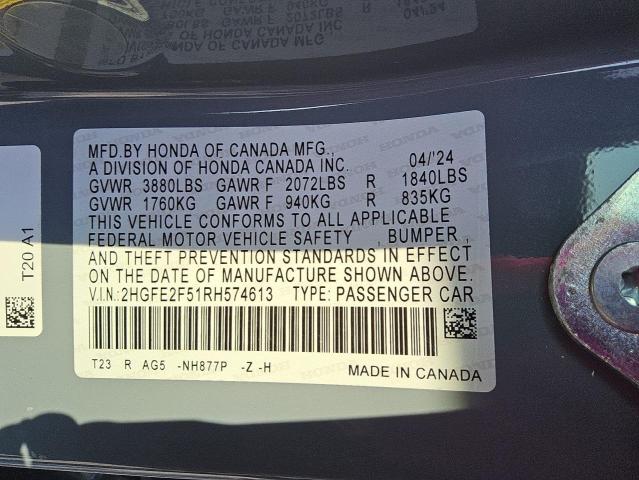 MFD.BY HONDA OF CANADA MFG.,
A DIVISION OF HONDA CANADA INC. 04/'24
GVWR 3880LBS GAWR F 2072LBS R 1840LBS
GVWR 1760KG GAWR F 940KG R 835KG
THIS VEHICLE CONFORMS TO ALL APPLICABLE
FEDERAL MOTOR VEHICLE SAFETY , BUMPER ,
AND THEFT PREVENTION STANDARDS IN EFFECT
ON THE DATE OF MANUFACTURE SHOWN ABOVE.
V.I.N.: 2HGFE2F51RH574613 TYPE: PASSENGER CAR
T23 R AG5 -NH877P -Z -H
MADE IN CANADA
T20 A1